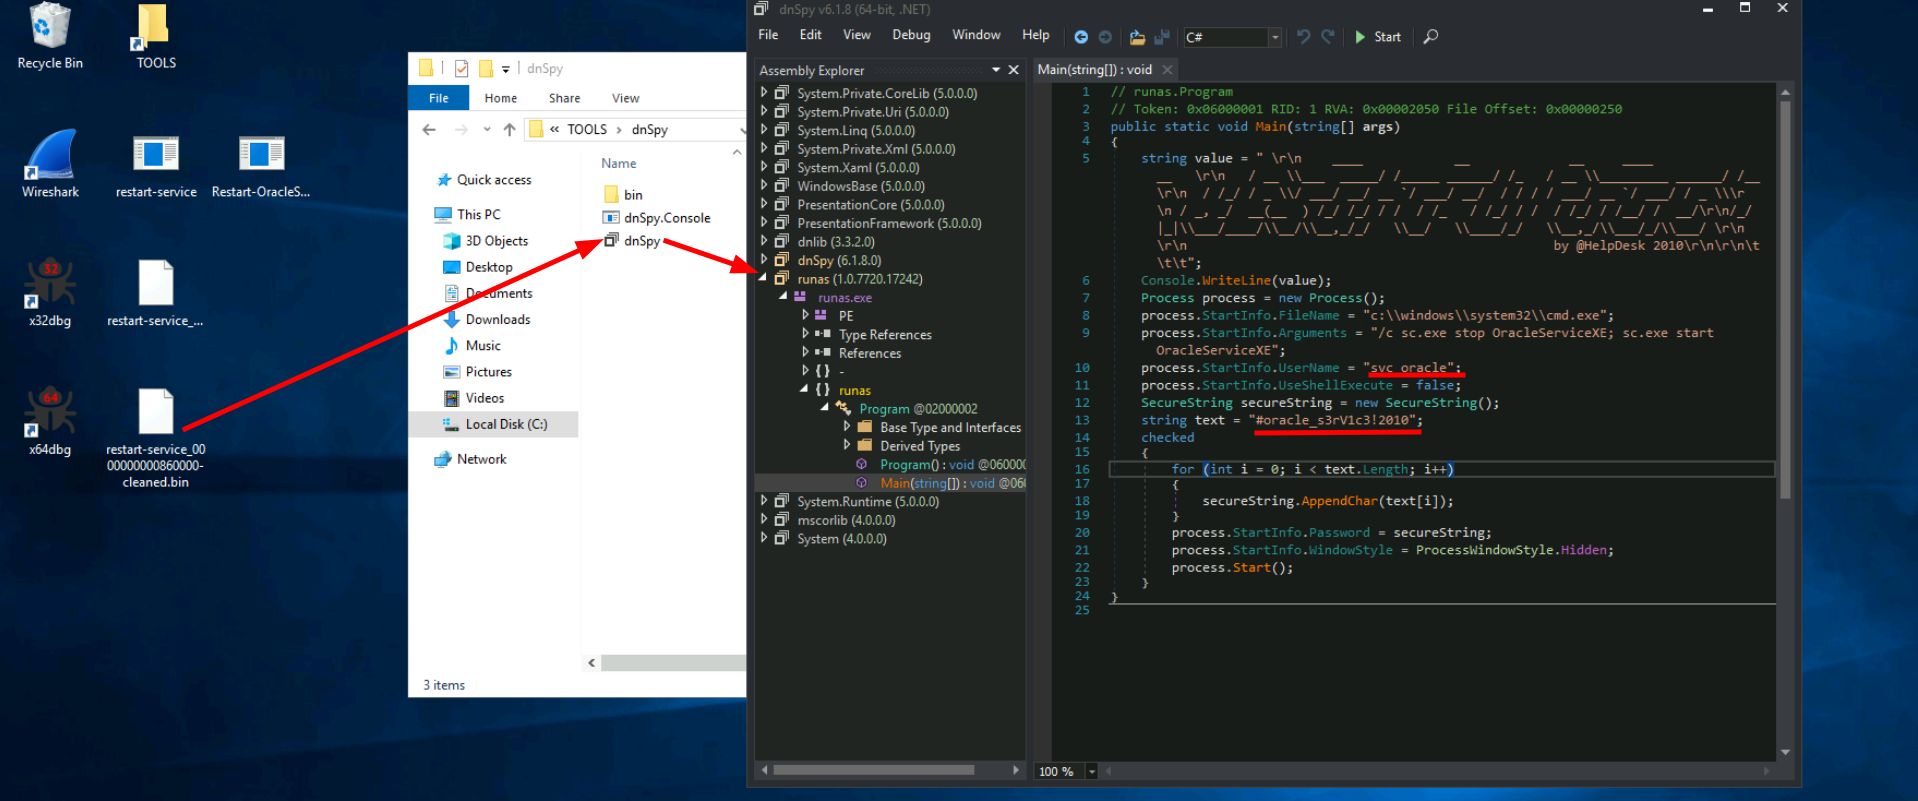 Recycle Bin
TOOLS
Wireshark
restart-service
Restart-OracleS...
32
x32dbg
restart-service_...
64
x64dbg
restart-service_00
000000000860000-
cleaned.bin
dnSpy
File
Home
Share
View
« TOOLS > dnSpy
Quick access
This PC
3D Objects
Desktop
Documents
Downloads
Music
Pictures
Videos
Local Disk (C:)
Network
Name
bin
dnSpy.Console
dnSpy
3 items
dnSpy v6.1.8 (64-bit, .NET)
File
Edit
View
Debug
Window
Help
C#
Start
Assembly Explorer
System.Private.CoreLib (5.0.0.0)
System.Private.Uri (5.0.0.0)
System.Linq (5.0.0.0)
System.Private.Xml (5.0.0.0)
System.Xaml (5.0.0.0)
WindowsBase (5.0.0.0)
PresentationCore (5.0.0.0)
PresentationFramework (5.0.0.0)
dnlib (3.3.2.0)
dnSpy (6.1.8.0)
runas (1.0.7720.17242)
runas.exe
PE
Type References
References
{ } -
{ } runas
Program @02000002
Base Type and Interfaces
Derived Types
Program() : void @06000
Main(string[]) : void @060
System.Runtime (5.0.0.0)
mscorlib (4.0.0.0)
System (4.0.0.0)
Main(string[]) : void
1 // runas.Program
2 // Token: 0x06000001 RID: 1 RVA: 0x00002050 File Offset: 0x00000250
3 public static void Main(string[] args)
4 {
5 string value = " \r\n
by @HelpDesk 2010\r\n\r\n\t
\t\t";
6 Console.WriteLine(value);
7 Process process = new Process();
8 process.StartInfo.FileName = "c:\\windows\\system32\\cmd.exe";
9 process.StartInfo.Arguments = "/c sc.exe stop OracleServiceXE; sc.exe start
OracleServiceXE";
10 process.StartInfo.UserName = "svc_oracle";
11 process.StartInfo.UseShellExecute = false;
12 SecureString secureString = new SecureString();
13 string text = "#oracle_s3rV1c3!2010";
14 checked
15 {
16 for (int i = 0; i < text.Length; i++)
17 {
18 secureString.AppendChar(text[i]);
19 }
20 process.StartInfo.Password = secureString;
21 process.StartInfo.WindowStyle = ProcessWindowStyle.Hidden;
22 process.Start();
23 }
24 }
25
100 %